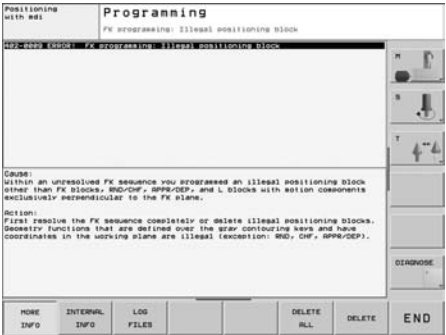 Positioning
with mdi
Programming
FK programming: Illegal positioning block
402-0009 ERROR: FK programming: Illegal positioning block
M
S
T
Cause:
Within an unresolved FK sequence you programmed an illegal positioning block
other than FK blocks, RND/CHF, APPR/DEP, and L blocks with motion components
exclusively perpendicular to the FK plane.
Action:
First resolve the FK sequence completely or delete illegal positioning blocks.
Geometry functions that are defined over the gray contouring keys and have
coordinates in the working plane are illegal (exception: RND, CHF, APPR/DEP).
DIAGNOSE
MORE
INFO
INTERNAL
INFO
LOG
FILES
DELETE
ALL
DELETE
END